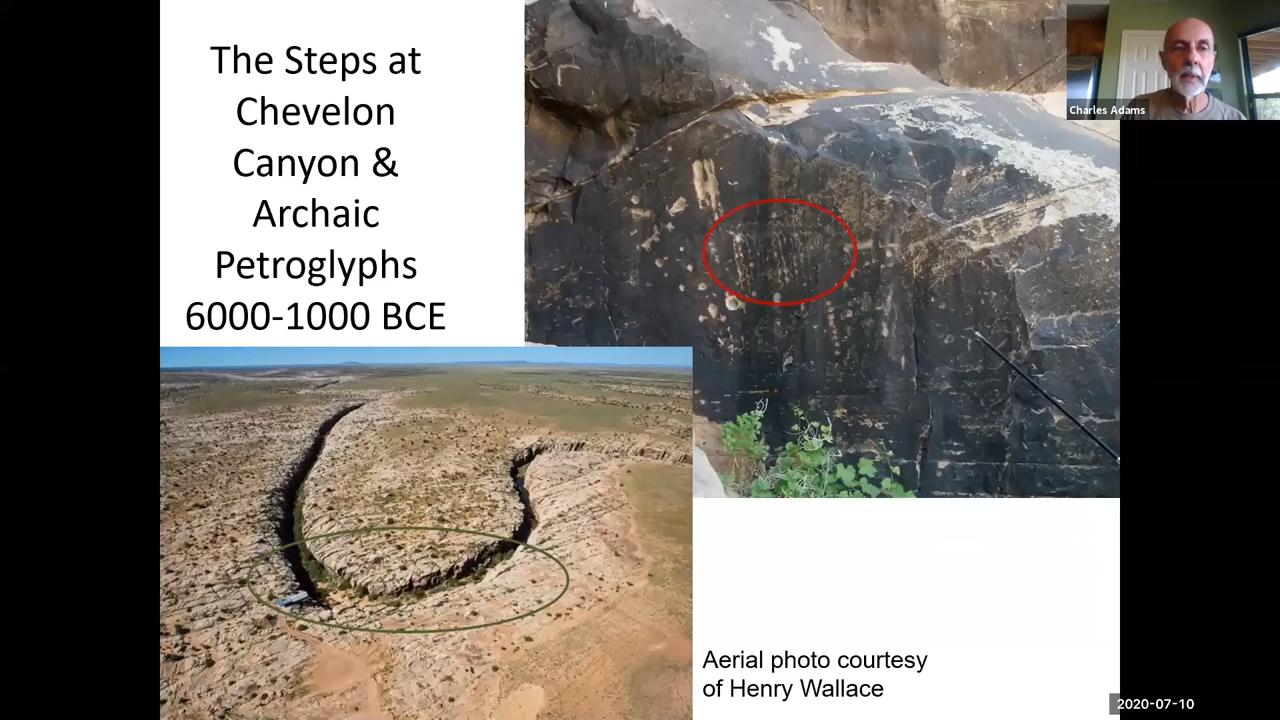 The Steps at
Chevelon
Canyon &
Archaic
Petroglyphs
6000-1000 BCE
Charles Adams
Aerial photo courtesy
of Henry Wallace
2020-07-10